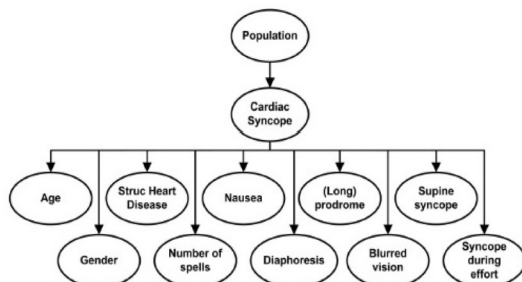 Population
Cardiac
Syncope
Age
Struc Heart
Disease
Nausea
(Long)
prodrome
Supine
syncope
Gender
Number of
spells
Diaphoresis
Blurred
vision
Syncope
during
effort